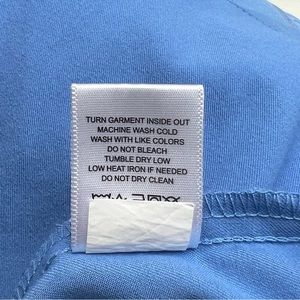 TURN GARMENT INSIDE OUT
MACHINE WASH COLD
WASH WITH LIKE COLORS
DO NOT BLEACH
TUMBLE DRY LOW
LOW HEAT IRON IF NEEDED
DO NOT DRY CLEAN